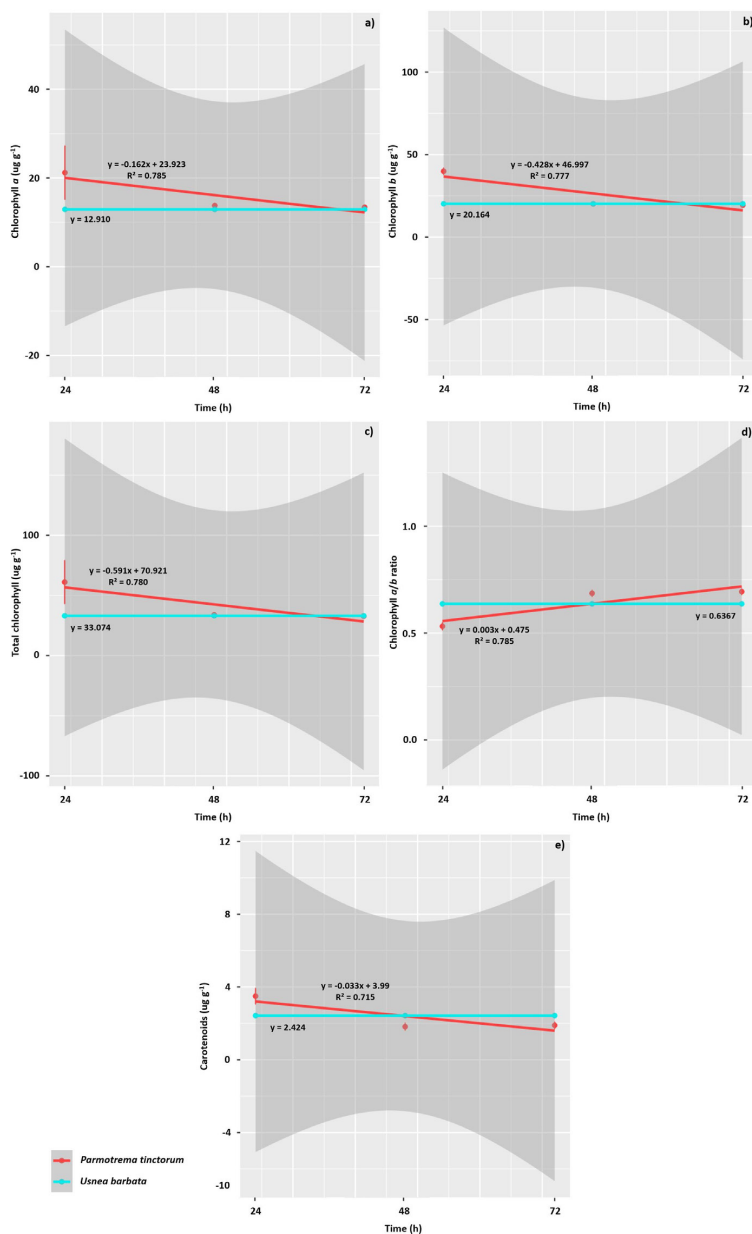 a)
Chlorophyll a (ug g-1)
40
20
0
-20
y = -0.162x + 23.923
R² = 0.785
y = 12.910
24
48
72
Time (h)
b)
Chlorophyll b (ug g-1)
100
50
0
-50
y = -0.428x + 46.997
R² = 0.777
y = 20.164
24
48
72
Time (h)
c)
Total chlorophyll (ug g-1)
100
0
-100
y = -0.591x + 70.921
R² = 0.780
y = 33.074
24
48
72
Time (h)
d)
Chlorophyll a/b ratio
1.0
0.5
0.0
y = 0.003x + 0.475
R² = 0.785
y = 0.6367
24
48
72
Time (h)
e)
Carotenoids (ug g-1)
12
8
4
0
-4
-10
y = -0.033x + 3.99
R² = 0.715
y = 2.424
24
48
72
Time (h)
Parmotrema tinctorum
Usnea barbata